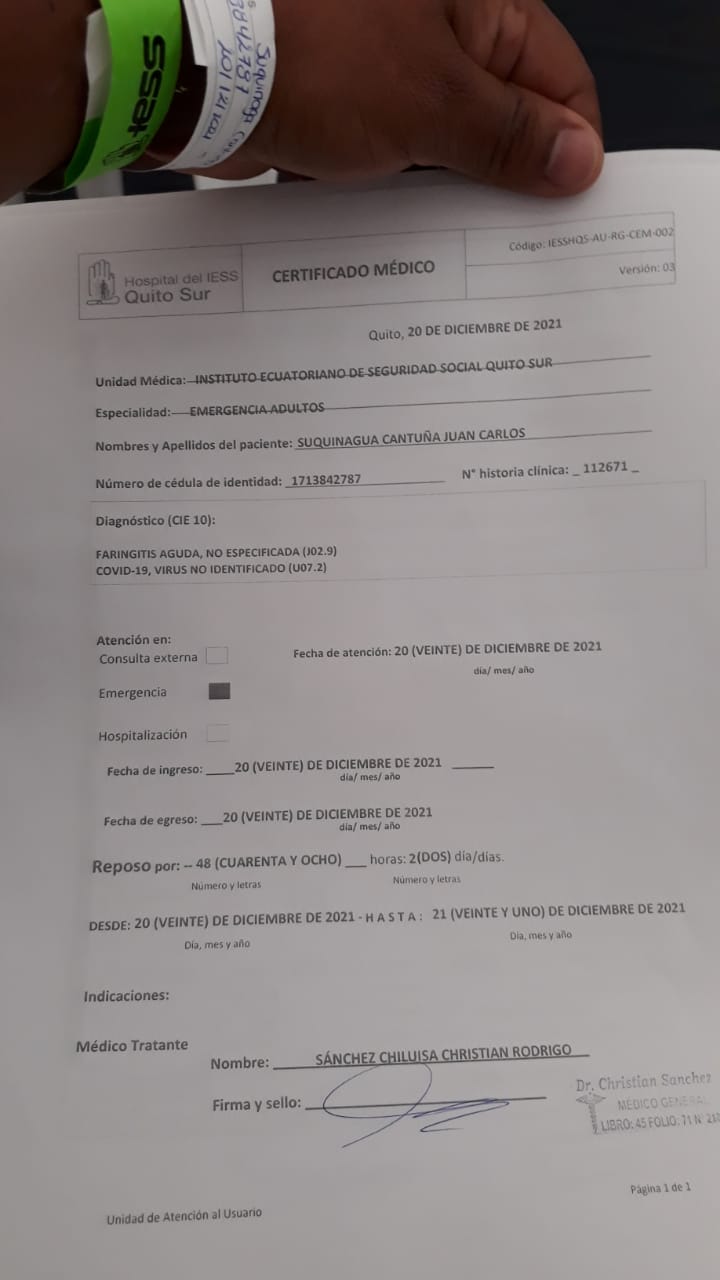 IESS
Suquinagua
3842787
20/12/2021
Hospital del IESS
Quito Sur
CERTIFICADO MÉDICO
Código: IESSHQS-AU-RG-CEM-002
Versión: 03
Quito, 20 DE DICIEMBRE DE 2021
Unidad Médica: INSTITUTO ECUATORIANO DE SEGURIDAD SOCIAL QUITO SUR
Especialidad: EMERGENCIA ADULTOS
Nombres y Apellidos del paciente: SUQUINAGUA CANTUÑA JUAN CARLOS
Número de cédula de identidad: _1713842787 N° historia clínica: _ 112671 _
Diagnóstico (CIE 10):
FARINGITIS AGUDA, NO ESPECIFICADA (J02.9)
COVID-19, VIRUS NO IDENTIFICADO (U07.2)
Atención en:
Consulta externa
Fecha de atención: 20 (VEINTE) DE DICIEMBRE DE 2021
día/ mes/ año
Emergencia
Hospitalización
Fecha de ingreso: ____20 (VEINTE) DE DICIEMBRE DE 2021 ______
día/ mes/ año
Fecha de egreso: ___20 (VEINTE) DE DICIEMBRE DE 2021
día/ mes/ año
Reposo por: -- 48 (CUARENTA Y OCHO) ___ horas: 2(DOS) día/días.
Número y letras Número y letras
DESDE: 20 (VEINTE) DE DICIEMBRE DE 2021 - H A S T A : 21 (VEINTE Y UNO) DE DICIEMBRE DE 2021
Día, mes y año Día, mes y año
Indicaciones:
Médico Tratante
Nombre: SÁNCHEZ CHILUISA CHRISTIAN RODRIGO
Firma y sello:
Dr. Christian Sanchez
MÉDICO GENERAL
LIBRO: 45 FOLIO: 71 N°
Página 1 de 1
Unidad de Atención al Usuario